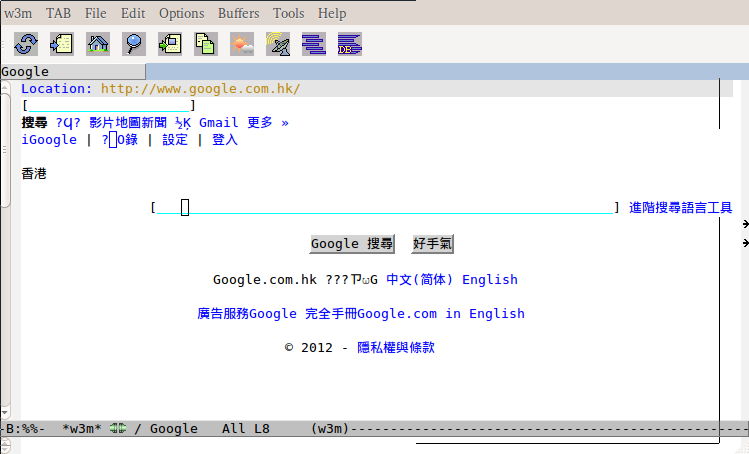 w3m TAB File Edit Options Buffers Tools Help
Google
Location: http://www.google.com.hk/
[____________________]
搜尋 ?Վ? 影片地圖新聞 ½Ķ Gmail 更多 »
iGoogle | ? O錄 | 設定 | 登入
香港
[ ] 進階搜尋語言工具
Google 搜尋 好手氣
Google.com.hk ???ㄗωG 中文(简体) English
廣告服務Google 完全手冊Google.com in English
© 2012 - 隱私權與條款
-B:%%- *w3m* / Google All L8 (w3m)